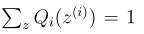 ∑_z Q_i(z^{(i)}) = 1